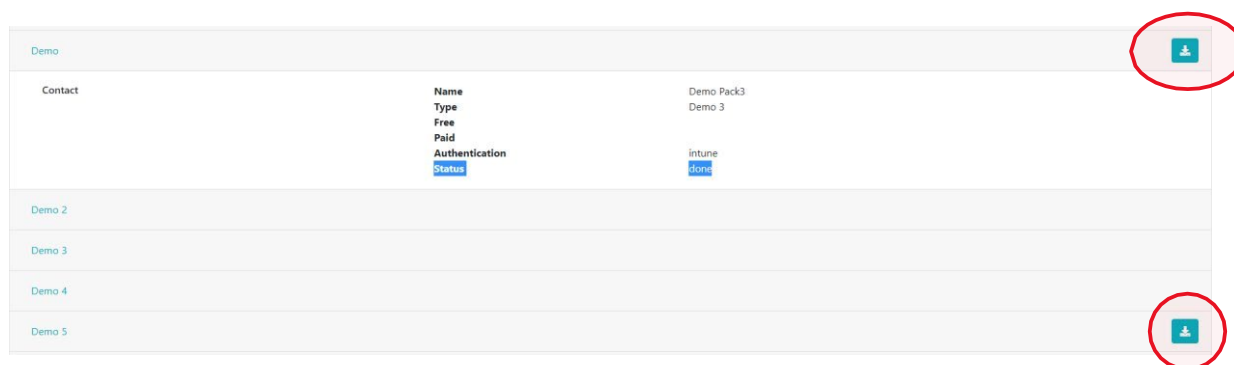 Demo
Contact Name Demo Pack3
Type Demo 3
Free
Paid
Authentication intune
Status done
Demo 2
Demo 3
Demo 4
Demo 5